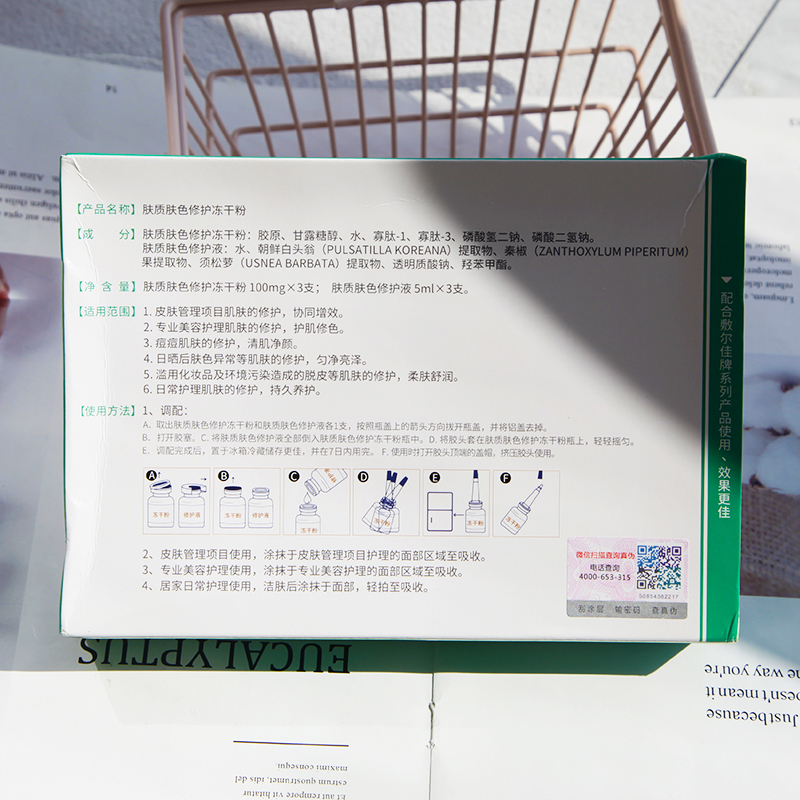 【产品名称】 肤质肤色修护冻干粉
【成 分】 肤质肤色修护冻干粉：胶原、甘露糖醇、水、寡肽-1、寡肽-3、磷酸氢二钠、磷酸二氢钠。
肤质肤色修护液：水、朝鲜白头翁（PULSATILLA KOREANA）提取物、秦椒（ZANTHOXYLUM PIPERITUM）
果提取物、须松萝（USNEA BARBATA）提取物、透明质酸钠、羟苯甲酯。
【净 含 量】 肤质肤色修护冻干粉 100mg×3支； 肤质肤色修护液 5ml×3支。
【适用范围】 1. 皮肤管理项目肌肤的修护，协同增效。
2. 专业美容护理肌肤的修护，护肌修色。
3. 痘痘肌肤的修护，清肌净颜。
4. 日晒后肤色异常等肌肤的修护，匀净亮泽。
5. 滥用化妆品及环境污染造成的脱皮等肌肤的修护，柔肤舒润。
6. 日常护理肌肤的修护，持久养护。
【使用方法】 1、调配：
A. 取出肤质肤色修护冻干粉和肤质肤色修护液各1支，按照瓶盖上的箭头方向拨开瓶盖，并将铝盖去掉。
B. 打开胶塞。C. 将肤质肤色修护液全部倒入肤质肤色修护冻干粉瓶中。D. 将胶头套在肤质肤色修护冻干粉瓶上，轻轻摇匀。
E. 调配完成后，置于冰箱冷藏储存更佳，并在7日内用完。 F. 使用时打开胶头顶端的盖帽，挤压胶头使用。
A B C D E F
冻干粉 修护液 冻干粉 修护液 冻干粉 冻干粉 冻干粉 冻干粉
2、皮肤管理项目使用，涂抹于皮肤管理项目护理的面部区域至吸收。
3、专业美容护理使用，涂抹于专业美容护理的面部区域至吸收。
4、居家日常护理使用，洁肤后涂抹于面部，轻拍至吸收。
微信扫描查询真伪
电话查询
4000-653-315
S0854382217
刮涂层 输密码 查真伪
配合敷尔佳牌系列产品使用、效果更佳
EUCALYPTUS
maximi consequi.
estrum quostrumet, idis del
Et aut rempore vit hitatur
Just because